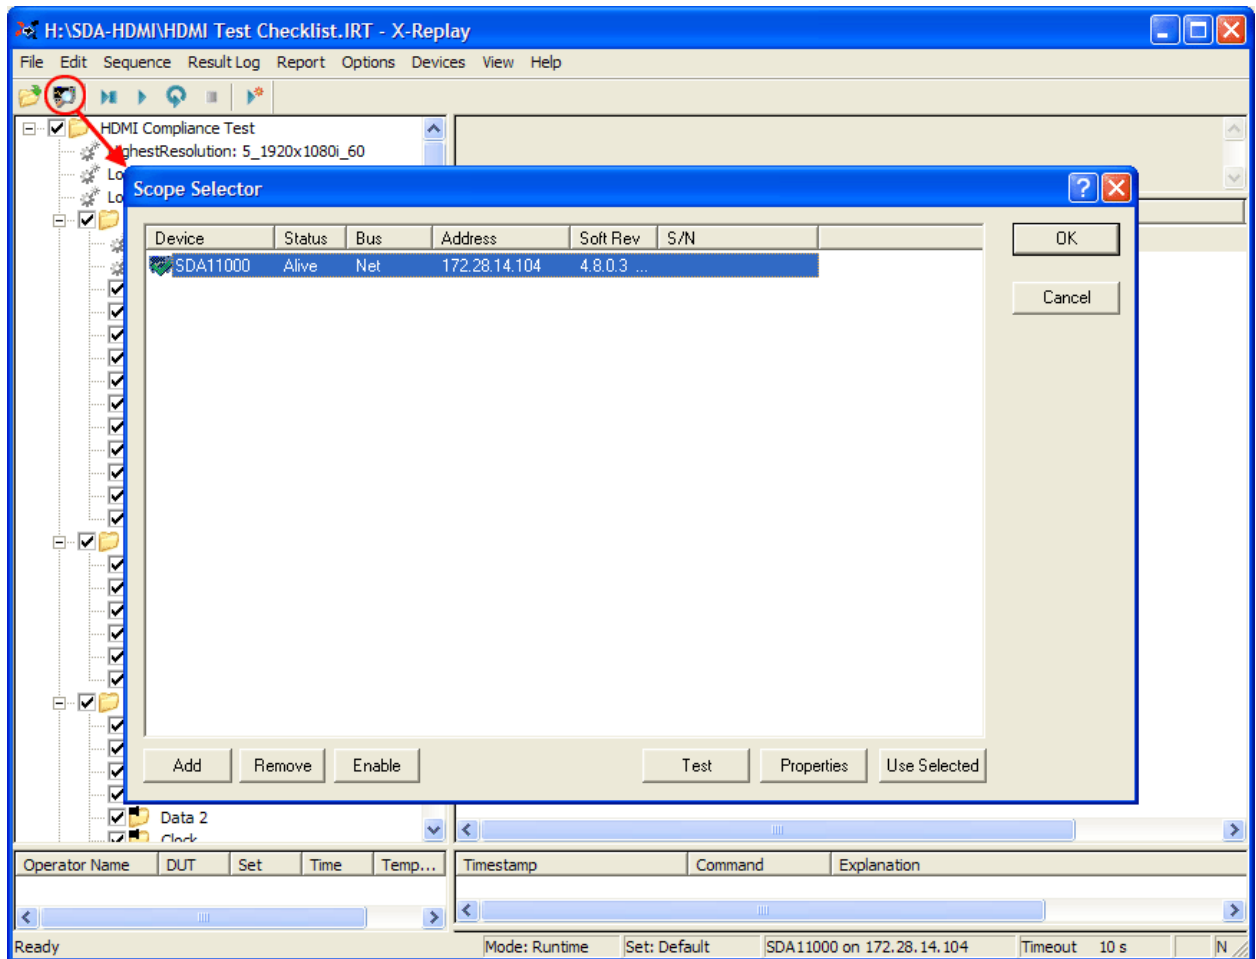 H:\SDA-HDMI\HDMI Test Checklist.IRT - X-Replay
File Edit Sequence Result Log Report Options Devices View Help
HDMI Compliance Test
ghestResolution: 5_1920x1080i_60
Lo
Lo
Scope Selector
Device Status Bus Address Soft Rev S/N
SDA11000 Alive Net 172.28.14.104 4.8.0.3 ...
OK
Cancel
Add Remove Enable Test Properties Use Selected
Data 2
Clock
Operator Name DUT Set Time Temp... Timestamp Command Explanation
Ready Mode: Runtime Set: Default SDA11000 on 172.28.14.104 Timeout 10 s N